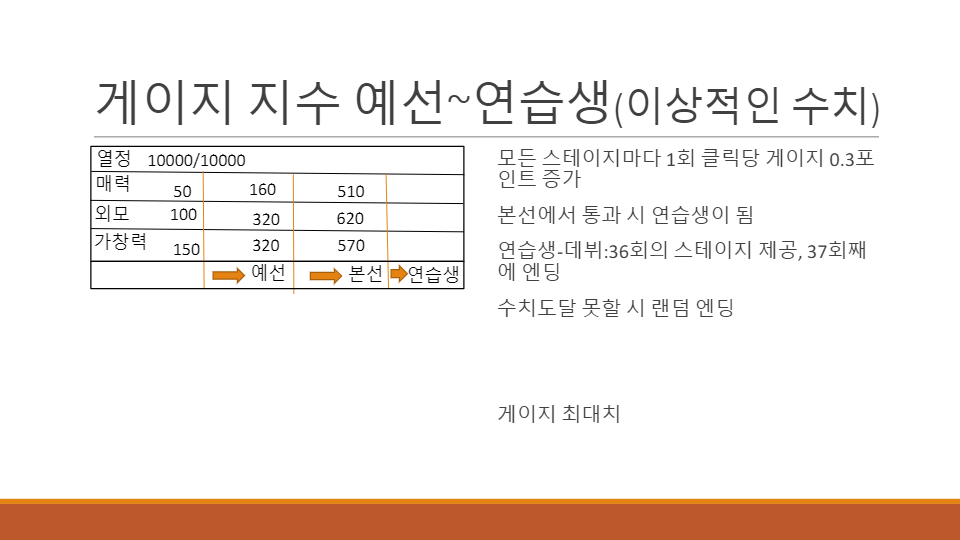 게이지 지수 예선~연습생(이상적인 수치)
열정 10000/10000
매력 50 160 510
외모 100 320 620
가창력 150 320 570
예선 본선 연습생
모든 스테이지마다 1회 클릭당 게이지 0.3포
인트 증가
본선에서 통과 시 연습생이 됨
연습생-데뷔:36회의 스테이지 제공, 37회째
에 엔딩
수치도달 못할 시 랜덤 엔딩
게이지 최대치